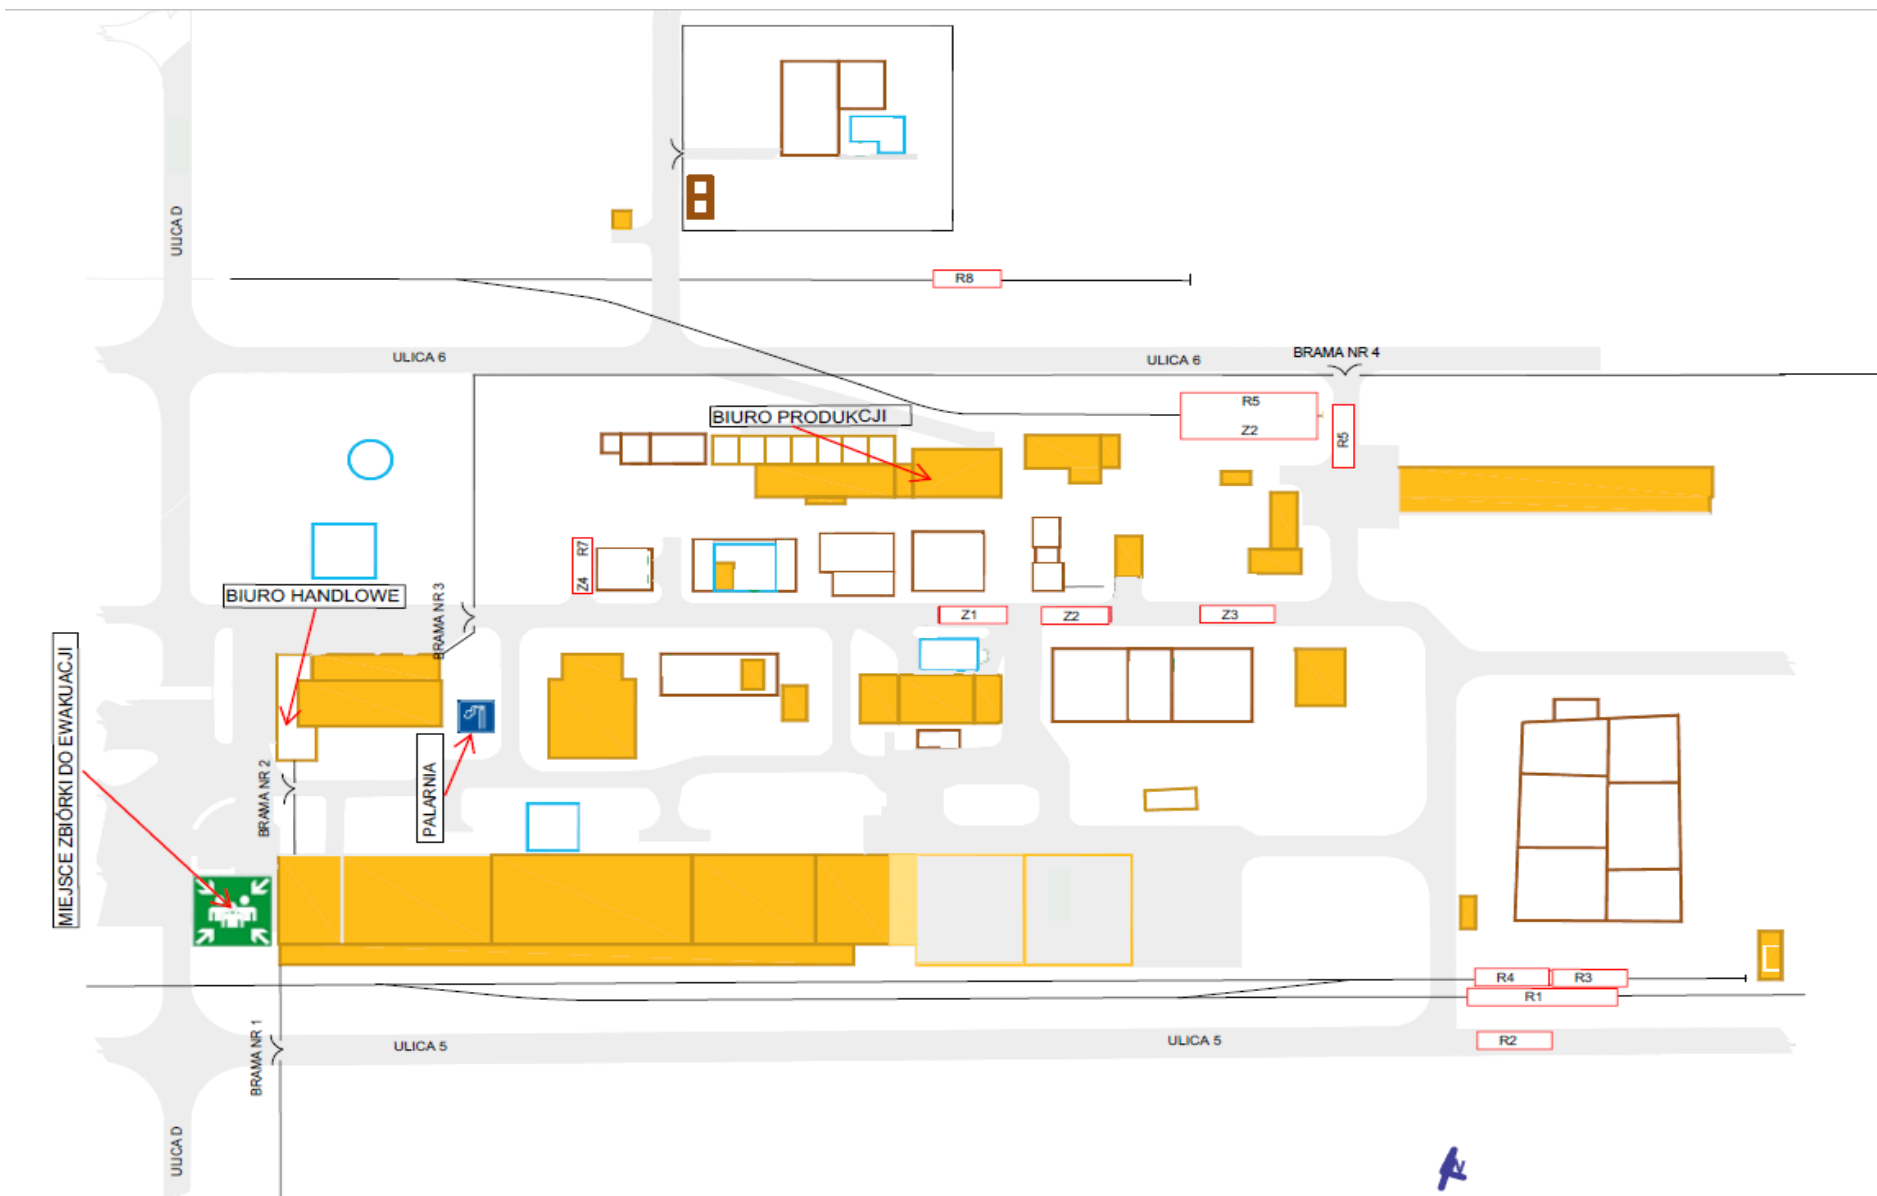 ULICA D
R8
ULICA 6
ULICA 6
BRAMA NR 4
R5
Z2
R5
BIURO PRODUKCJI
R7
Z4
BIURO HANDLOWE
BRAMA NR 3
Z1
Z2
Z3
MIEJSCE ZBIÓRKI DO EWAKUACJI
BRAMA NR 2
PALARNIA
R4
R3
R1
BRAMA NR 1
ULICA 5
ULICA 5
R2
ULICA D
N